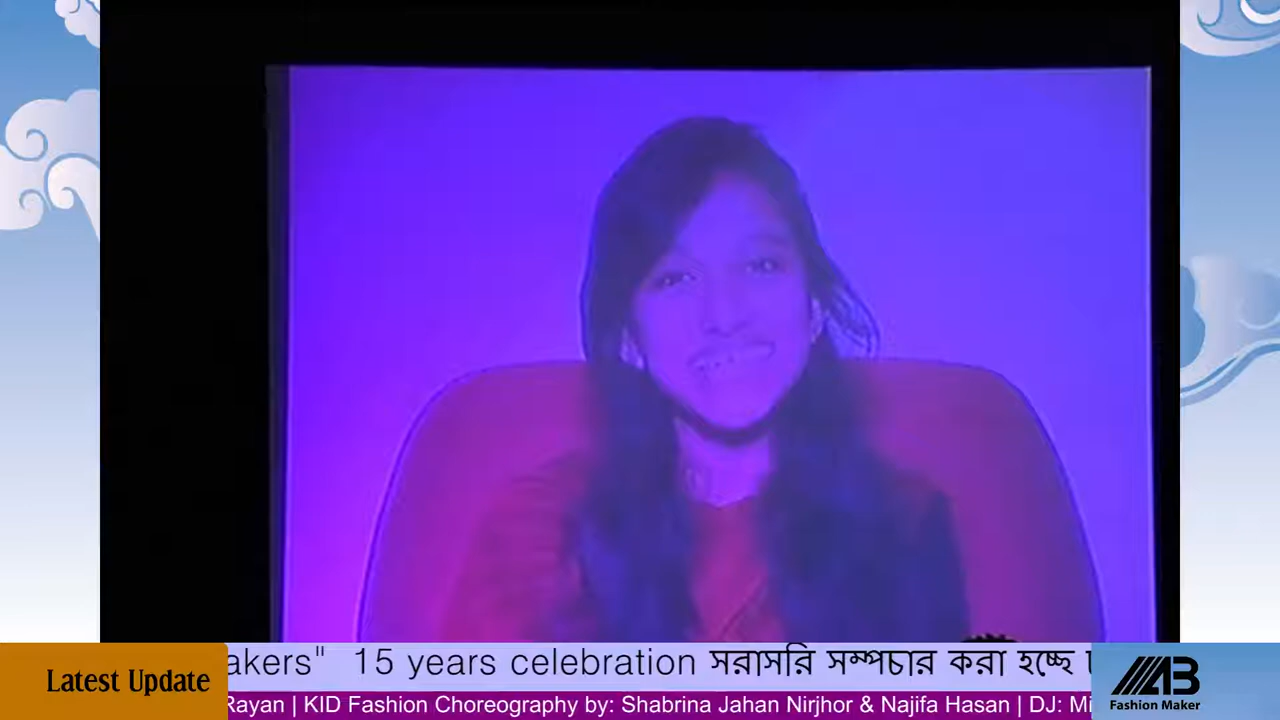 akers" 15 years celebration সরাসরি সম্পচার করা হচ্ছে
Latest Update
Rayan | KID Fashion Choreography by: Shabrina Jahan Nirjhor & Najifa Hasan | DJ: Mi
AB
Fashion Maker